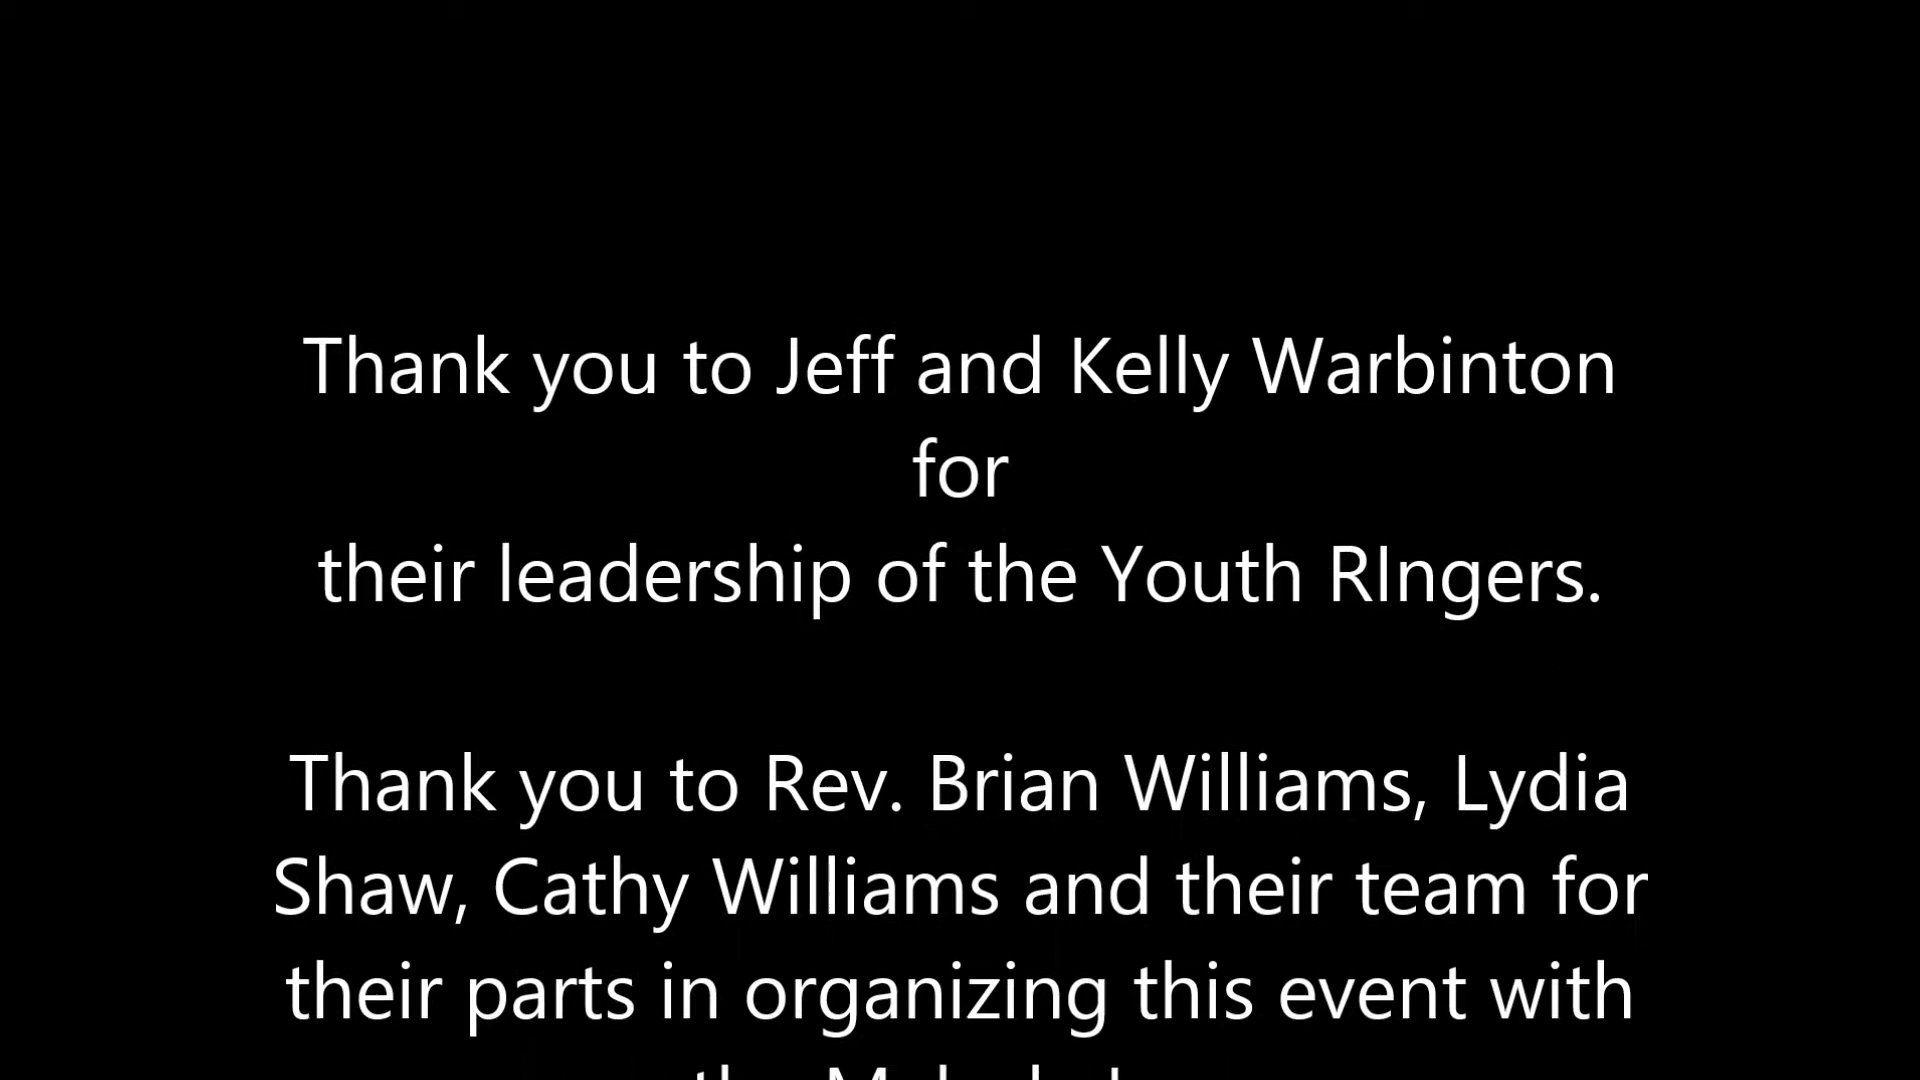 Thank you to Jeff and Kelly Warbinton
for
their leadership of the Youth RIngers.
Thank you to Rev. Brian Williams, Lydia
Shaw, Cathy Williams and their team for
their parts in organizing this event with
the